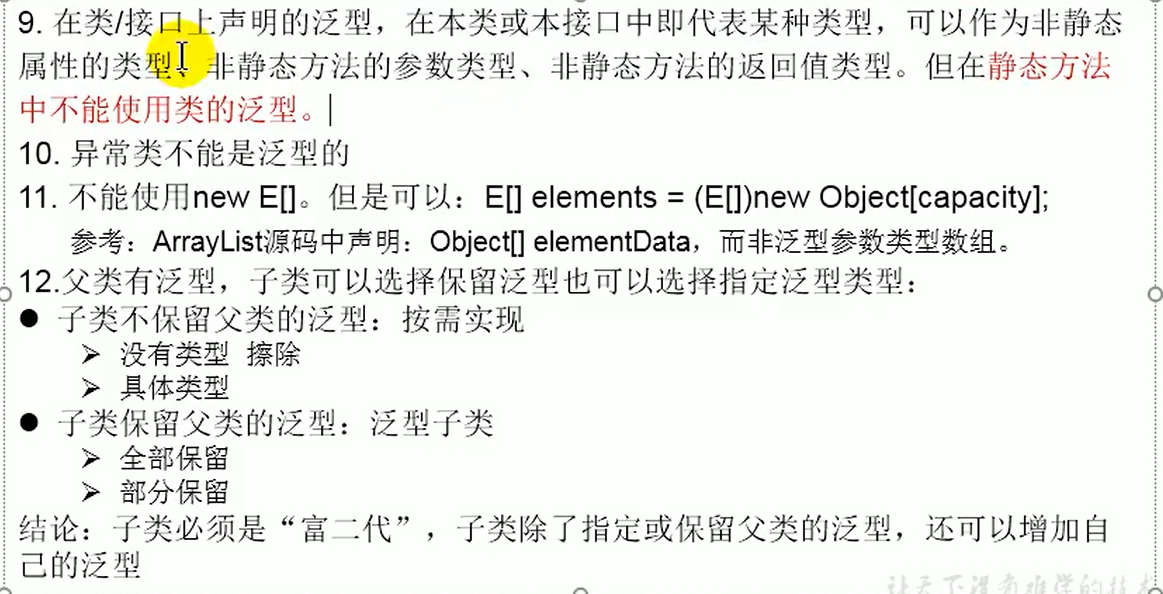 9. 在类/接口上声明的泛型，在本类或本接口中即代表某种类型，可以作为非静态
属性的类型、非静态方法的参数类型、非静态方法的返回值类型。但在静态方法
中不能使用类的泛型。
10. 异常类不能是泛型的
11. 不能使用new E[]。但是可以：E[] elements = (E[])new Object[capacity];
参考：ArrayList源码中声明：Object[] elementData，而非泛型参数类型数组。
12.父类有泛型，子类可以选择保留泛型也可以选择指定泛型类型：
● 子类不保留父类的泛型：按需实现
➢ 没有类型 擦除
➢ 具体类型
● 子类保留父类的泛型：泛型子类
➢ 全部保留
➢ 部分保留
结论：子类必须是“富二代”，子类除了指定或保留父类的泛型，还可以增加自
己的泛型
让天下没有难学的技术